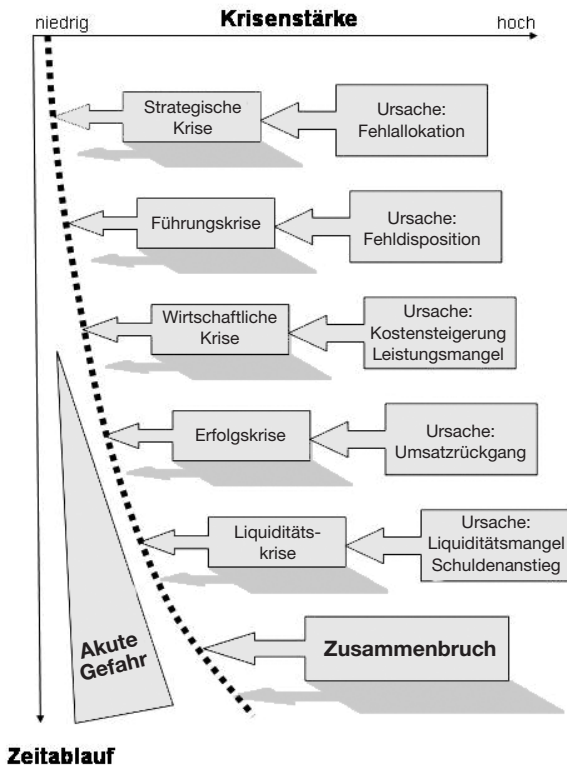 Krisenstärke
niedrig
hoch
Strategische
Krise
Ursache:
Fehlallokation
Führungskrise
Ursache:
Fehldisposition
Wirtschaftliche
Krise
Ursache:
Kostensteigerung
Leistungsmangel
Erfolgskrise
Ursache:
Umsatzrückgang
Liquiditäts-
krise
Ursache:
Liquiditätsmangel
Schuldenanstieg
Akute
Gefahr
Zusammenbruch
Zeitablauf